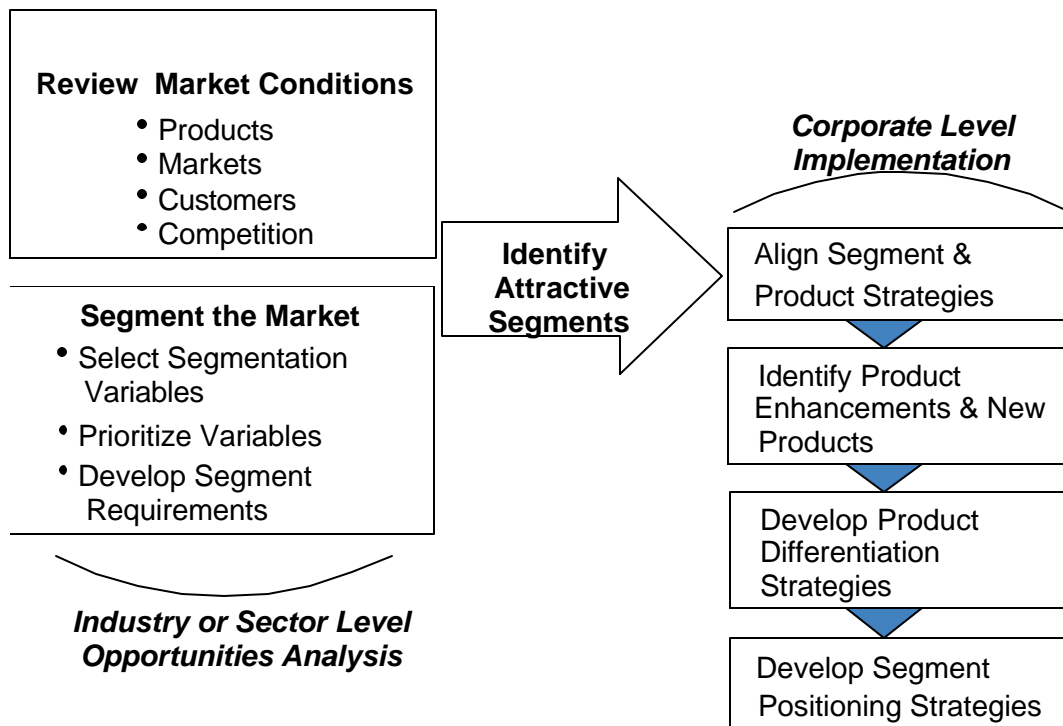 Review Market Conditions
• Products
• Markets
• Customers
• Competition
Segment the Market
• Select Segmentation
Variables
• Prioritize Variables
• Develop Segment
Requirements
Industry or Sector Level
Opportunities Analysis
Identify
Attractive
Segments
Corporate Level
Implementation
Align Segment &
Product Strategies
Identify Product
Enhancements & New
Products
Develop Product
Differentiation
Strategies
Develop Segment
Positioning Strategies